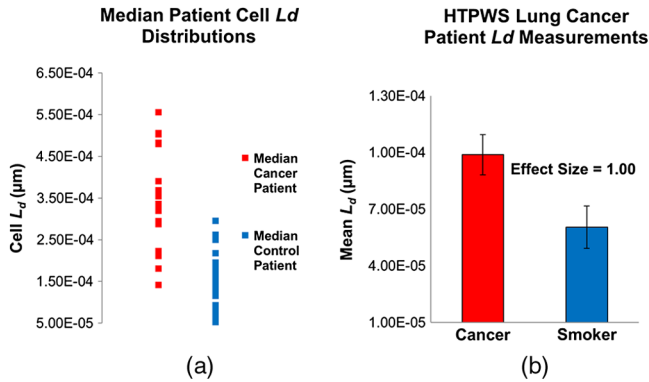 Median Patient Cell Ld
Distributions
6.50E-04
5.50E-04
4.50E-04
3.50E-04
2.50E-04
1.50E-04
5.00E-05
Cell Ld (µm)
Median
Cancer
Patient
Median
Control
Patient
(a)
HTPWS Lung Cancer
Patient Ld Measurements
1.30E-04
1.00E-04
7.00E-05
4.00E-05
1.00E-05
Mean Ld (µm)
Effect Size = 1.00
Cancer
Smoker
(b)